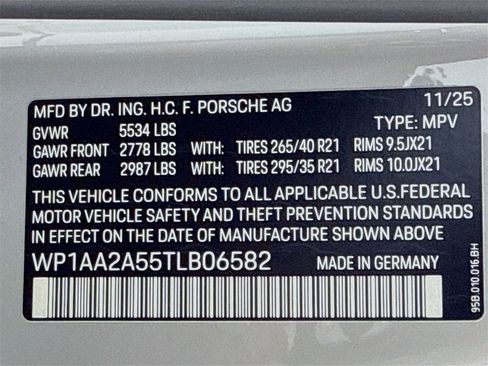 MFD BY DR. ING. H.C. F. PORSCHE AG 11/25
GVWR 5534 LBS TYPE: MPV
GAWR FRONT 2778 LBS WITH: TIRES 265/40 R21 RIMS 9.5JX21
GAWR REAR 2987 LBS WITH: TIRES 295/35 R21 RIMS 10.0JX21
THIS VEHICLE CONFORMS TO ALL APPLICABLE U.S.FEDERAL
MOTOR VEHICLE SAFETY AND THEFT PREVENTION STANDARDS
IN EFFECT ON THE DATE OF MANUFACTURE SHOWN ABOVE.
WP1AA2A55TLB06582 MADE IN GERMANY
95B.010.016.BH